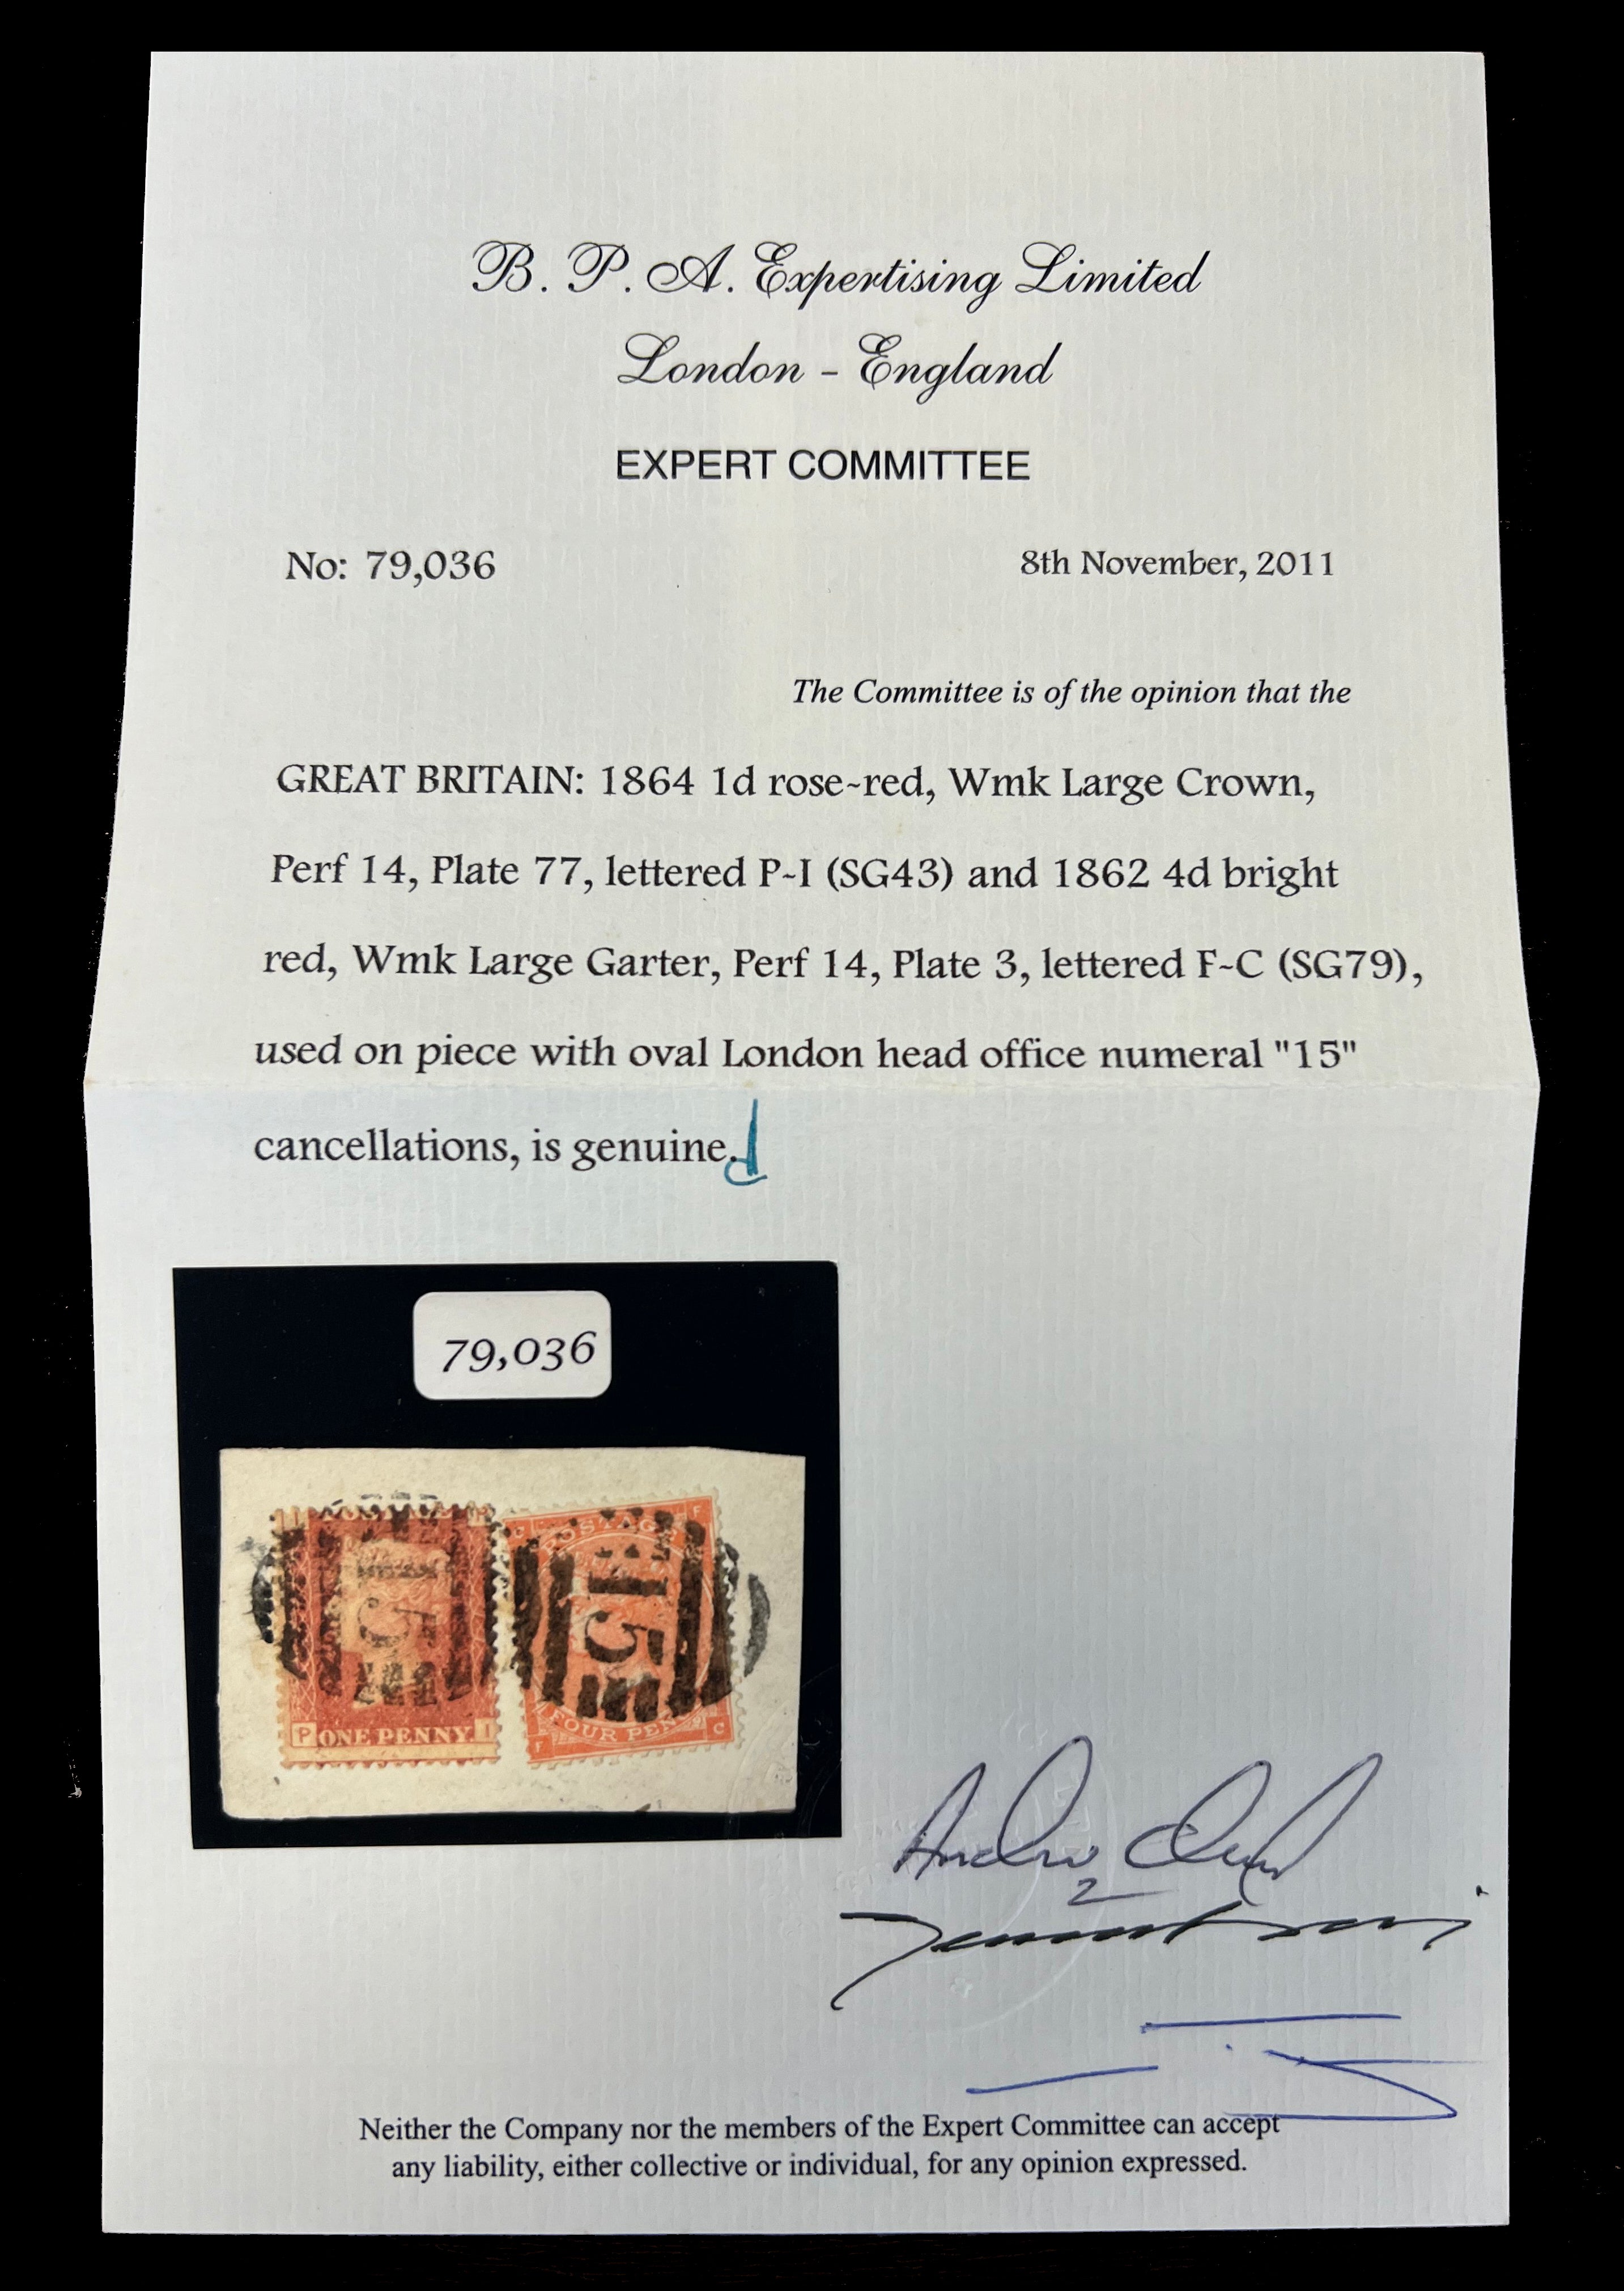 B. P. A. Expertising Limited
London - England
EXPERT COMMITTEE
No: 79,036
8th November, 2011
The Committee is of the opinion that the
GREAT BRITAIN: 1864 1d rose-red, Wmk Large Crown,
Perf 14, Plate 77, lettered P-I (SG43) and 1862 4d bright
red, Wmk Large Garter, Perf 14, Plate 3, lettered F-C (SG79),
used on piece with oval London head office numeral "15"
cancellations, is genuine.
79,036
I P
C POSTAGE F
15
15
P ONE PENNY I
F FOUR PEN C
Neither the Company nor the members of the Expert Committee can accept
any liability, either collective or individual, for any opinion expressed.